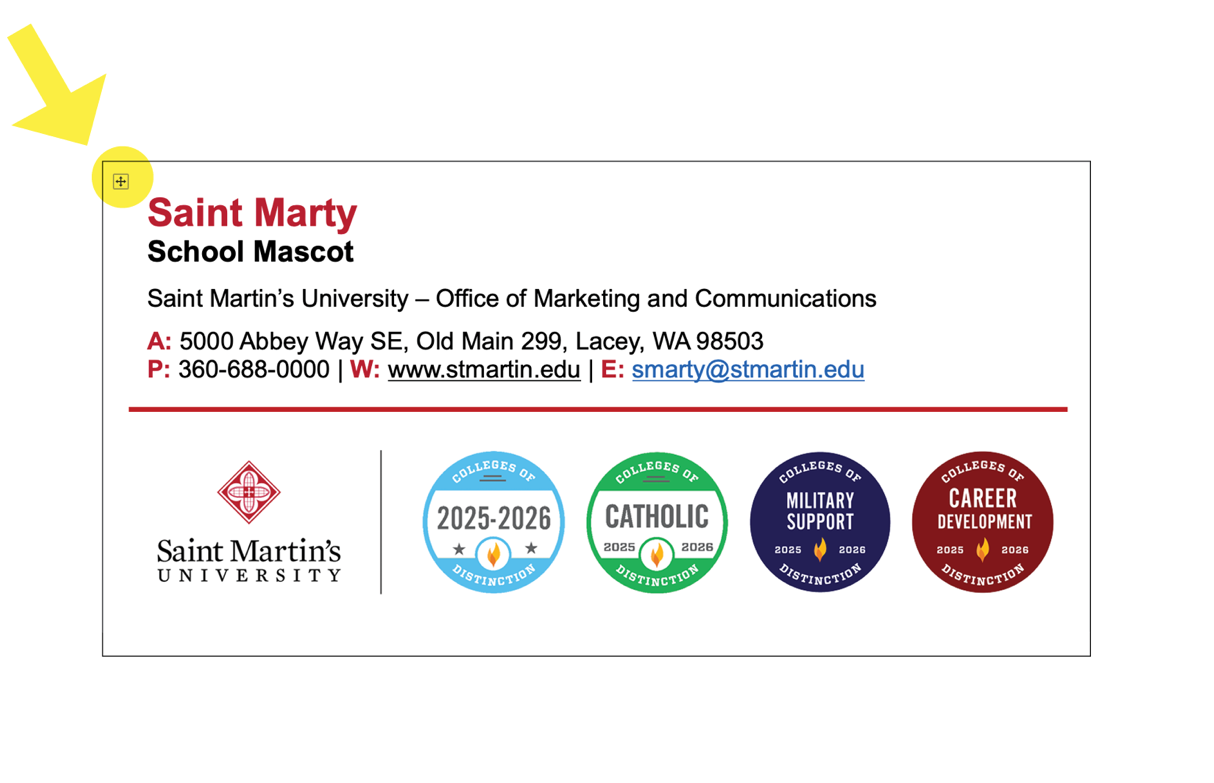 Saint Marty
School Mascot
Saint Martin’s University – Office of Marketing and Communications
A: 5000 Abbey Way SE, Old Main 299, Lacey, WA 98503
P: 360-688-0000 | W: www.stmartin.edu | E: smarty@stmartin.edu
Saint Martin’s
UNIVERSITY
COLLEGES OF
2025-2026
DISTINCTION
COLLEGES OF
CATHOLIC
2025 2026
DISTINCTION
COLLEGES OF
MILITARY
SUPPORT
2025 2026
DISTINCTION
COLLEGES OF
CAREER
DEVELOPMENT
2025 2026
DISTINCTION